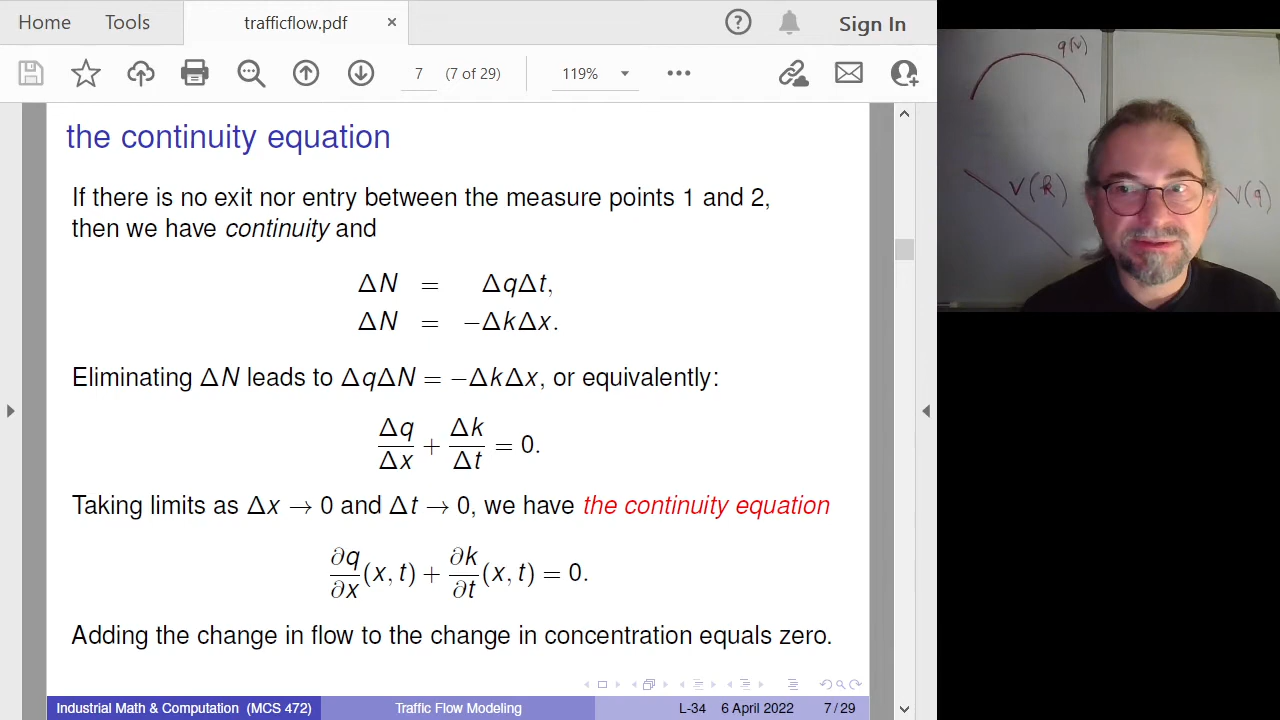 Home Tools trafficflow.pdf × ? Sign In
7 (7 of 29) 119% •••
the continuity equation
If there is no exit nor entry between the measure points 1 and 2,
then we have continuity and
ΔN = ΔqΔt,
ΔN = −ΔkΔx.
Eliminating ΔN leads to ΔqΔN = −ΔkΔx, or equivalently:
Δq/Δx + Δk/Δt = 0.
Taking limits as Δx → 0 and Δt → 0, we have the continuity equation
∂q/∂x (x, t) + ∂k/∂t (x, t) = 0.
Adding the change in flow to the change in concentration equals zero.
Industrial Math & Computation (MCS 472) Traffic Flow Modeling L-34 6 April 2022 7 / 29
q(v)
v(k)
v(q)